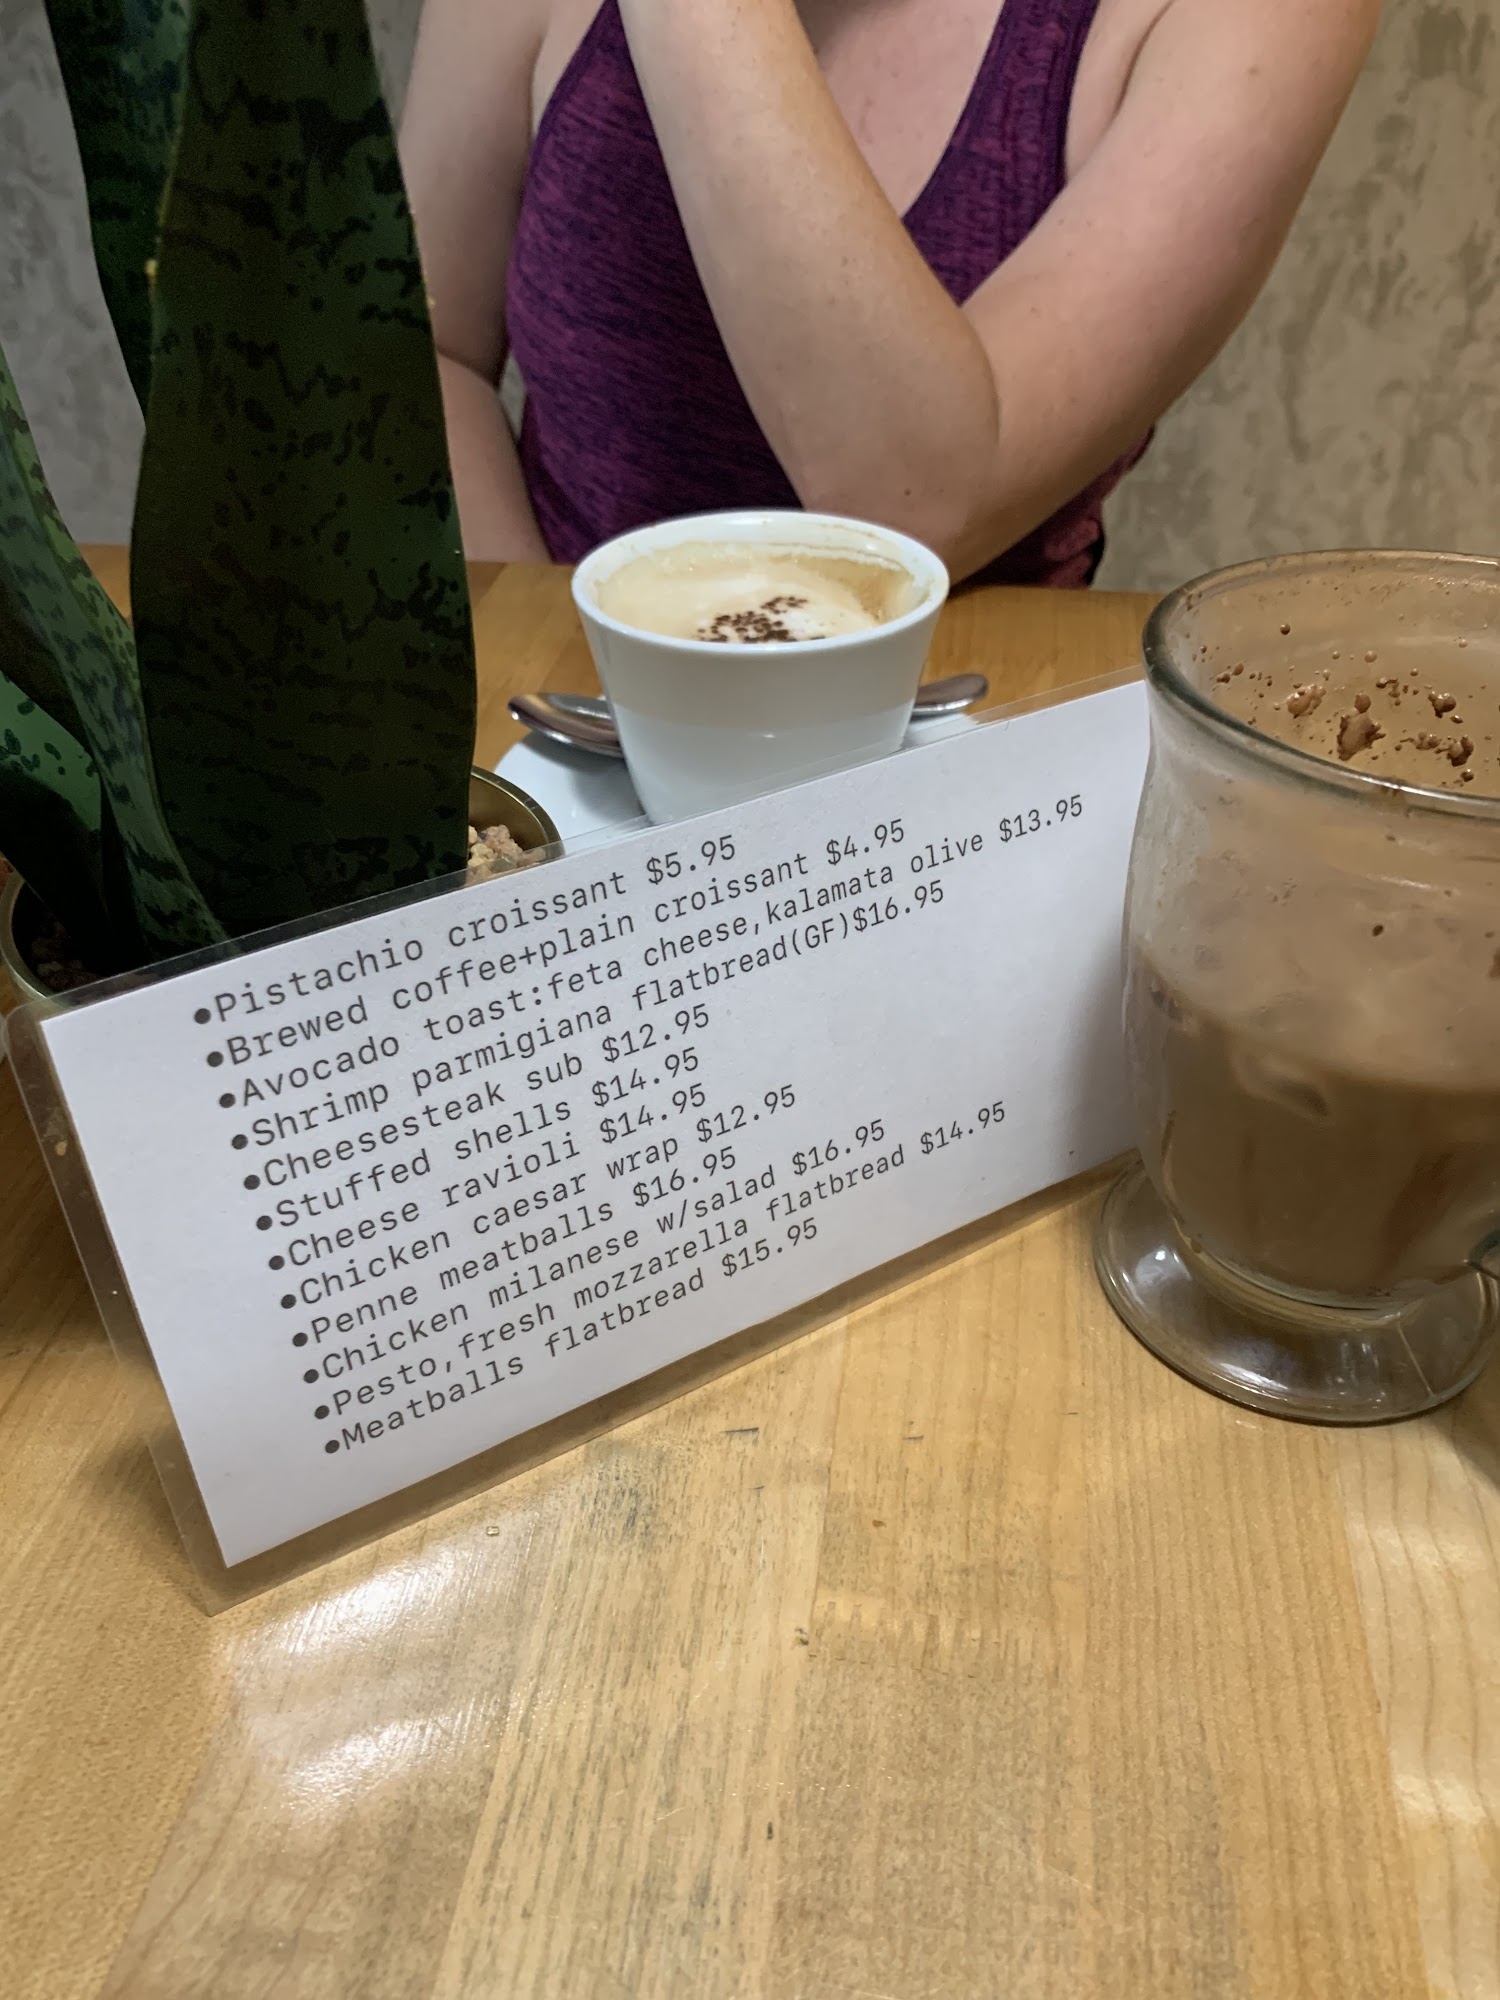 •Pistachio croissant $5.95
•Brewed coffee+plain croissant $4.95
•Avocado toast:feta cheese,kalamata olive $13.95
•Shrimp parmigiana flatbread(GF)$16.95
•Cheesesteak sub $12.95
•Stuffed shells $14.95
•Cheese ravioli $14.95
•Chicken caesar wrap $12.95
•Penne meatballs $16.95
•Chicken milanese w/salad $16.95
•Pesto,fresh mozzarella flatbread $14.95
•Meatballs flatbread $15.95